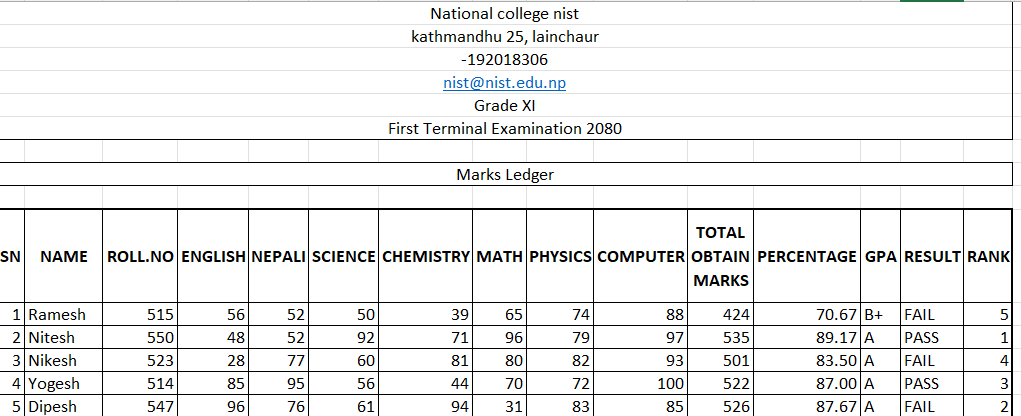 National college nist
kathmandhu 25, lainchaur
-192018306
nist@nist.edu.np
Grade XI
First Terminal Examination 2080
Marks Ledger
SN NAME ROLL.NO ENGLISH NEPALI SCIENCE CHEMISTRY MATH PHYSICS COMPUTER TOTAL OBTAIN MARKS PERCENTAGE GPA RESULT RANK
1 Ramesh 515 56 52 50 39 65 74 88 424 70.67 B+ FAIL 5
2 Nitesh 550 48 52 92 71 96 79 97 535 89.17 A PASS 1
3 Nikesh 523 28 77 60 81 80 82 93 501 83.50 A FAIL 4
4 Yogesh 514 85 95 56 44 70 72 100 522 87.00 A PASS 3
5 Dipesh 547 96 76 61 94 31 83 85 526 87.67 A FAIL 2